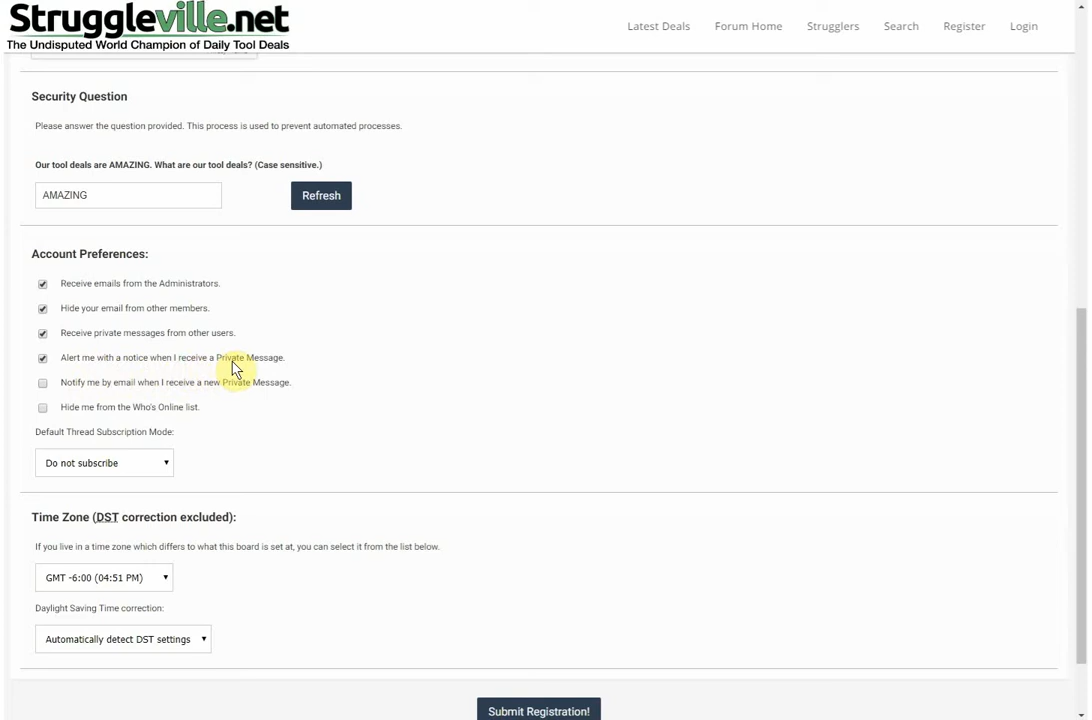 Struggleville.net
The Undisputed World Champion of Daily Tool Deals
Latest Deals Forum Home Strugglers Search Register Login
Security Question
Please answer the question provided. This process is used to prevent automated processes.
Our tool deals are AMAZING. What are our tool deals? (Case sensitive.)
AMAZING Refresh
Account Preferences:
Receive emails from the Administrators.
Hide your email from other members.
Receive private messages from other users.
Alert me with a notice when I receive a Private Message.
Notify me by email when I receive a new Private Message.
Hide me from the Who's Online list.
Default Thread Subscription Mode:
Do not subscribe
Time Zone (DST correction excluded):
If you live in a time zone which differs to what this board is set at, you can select it from the list below.
GMT -6:00 (04:51 PM)
Daylight Saving Time correction:
Automatically detect DST settings
Submit Registration!